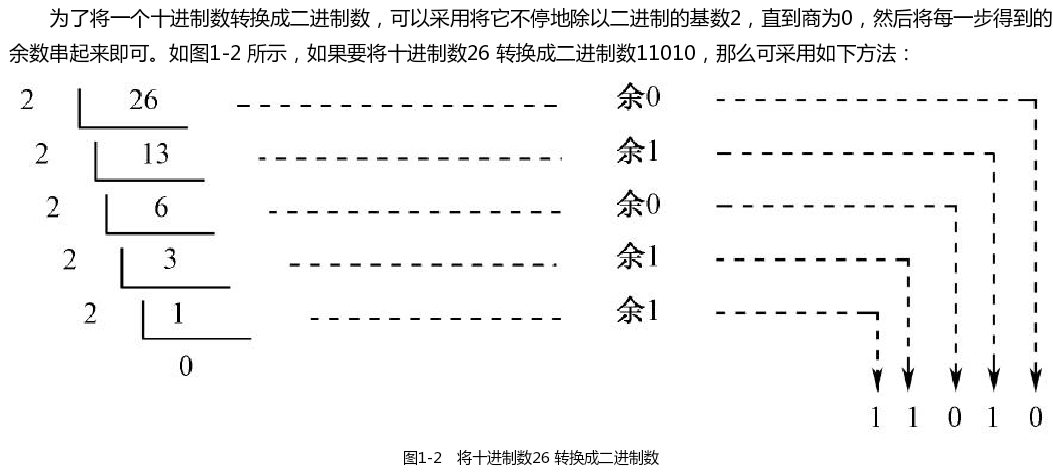 为了将一个十进制数转换成二进制数，可以采用将它不停地除以二进制的基数2，直到商为0，然后将每一步得到的
余数串起来即可。如图1-2 所示，如果要将十进制数26 转换成二进制数11010，那么可采用如下方法：
2 26 余0
2 13 余1
2 6 余0
2 3 余1
2 1 余1
0
1 1 0 1 0
图1-2 将十进制数26 转换成二进制数